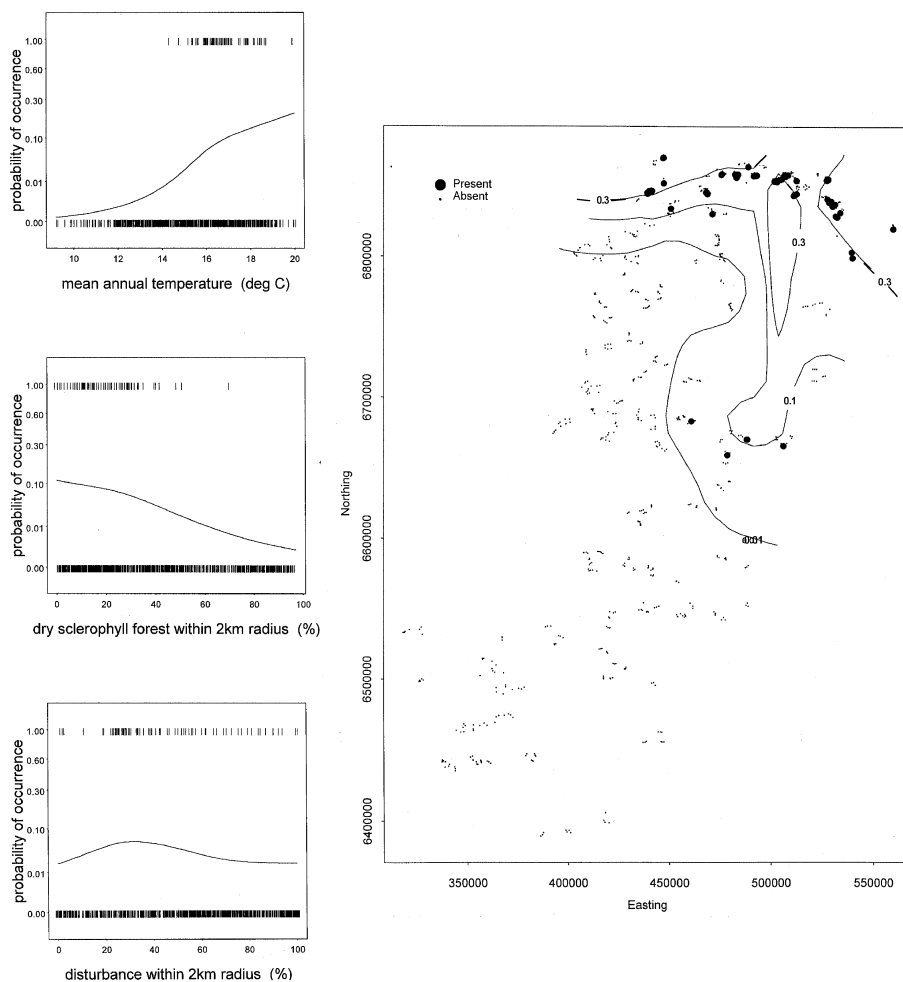 probability of occurrence
1.00
0.60
0.30
0.10
0.01
0.00
10 12 14 16 18 20
mean annual temperature (deg C)
probability of occurrence
1.00
0.60
0.30
0.10
0.01
0.00
0 20 40 60 80 100
dry sclerophyll forest within 2km radius (%)
probability of occurrence
1.00
0.60
0.30
0.10
0.01
0.00
0 20 40 60 80 100
disturbance within 2km radius (%)
Present
Absent
0.3
0.3
0.3
0.1
Northing
6800000
6700000
6600000
6500000
6400000
350000 400000 450000 500000 550000
Easting